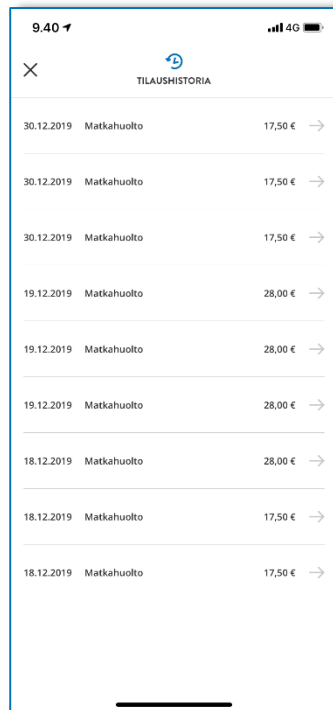 9.40 4G
TILAUSHISTORIA
30.12.2019 Matkahuolto 17,50 €
30.12.2019 Matkahuolto 17,50 €
30.12.2019 Matkahuolto 17,50 €
19.12.2019 Matkahuolto 28,00 €
19.12.2019 Matkahuolto 28,00 €
19.12.2019 Matkahuolto 28,00 €
18.12.2019 Matkahuolto 28,00 €
18.12.2019 Matkahuolto 17,50 €
18.12.2019 Matkahuolto 17,50 €